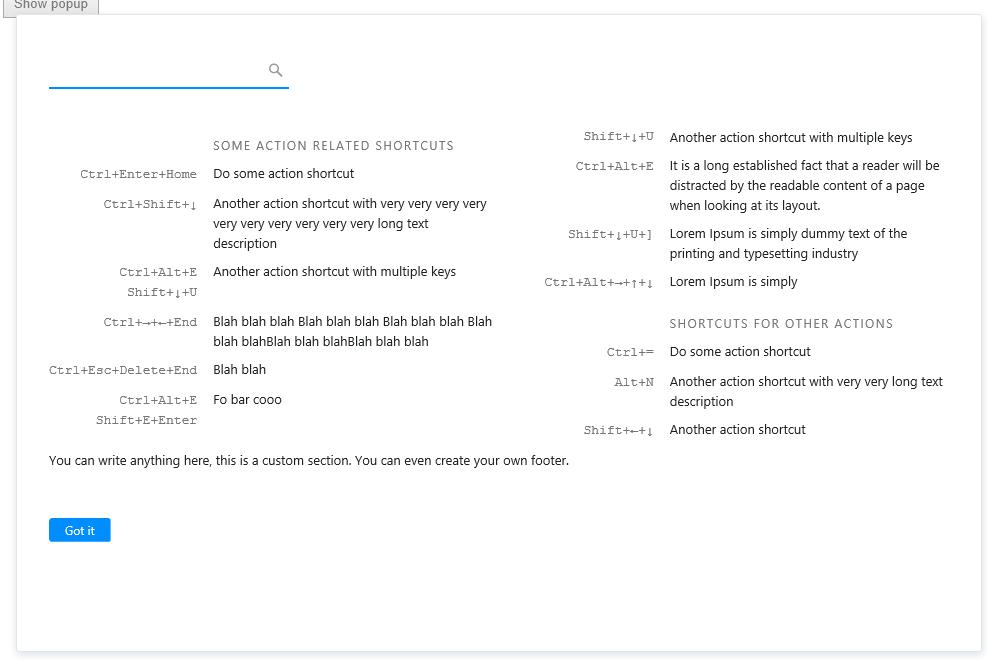 Show popup
SOME ACTION RELATED SHORTCUTS
Ctrl+Enter+Home Do some action shortcut
Ctrl+Shift+↓ Another action shortcut with very very very very
very very very very very very long text
description
Ctrl+Alt+E Another action shortcut with multiple keys
Shift+↓+U
Ctrl+→+←+End Blah blah blah Blah blah blah Blah blah blah Blah
blah blahBlah blah blahBlah blah blah
Ctrl+Esc+Delete+End Blah blah
Ctrl+Alt+E Fo bar cooo
Shift+E+Enter
Shift+↓+U Another action shortcut with multiple keys
Ctrl+Alt+E It is a long established fact that a reader will be
distracted by the readable content of a page
when looking at its layout.
Shift+↓+U+] Lorem Ipsum is simply dummy text of the
printing and typesetting industry
Ctrl+Alt+→+↑+↓ Lorem Ipsum is simply
SHORTCUTS FOR OTHER ACTIONS
Ctrl+= Do some action shortcut
Alt+N Another action shortcut with very very long text
description
Shift+←+↓ Another action shortcut
You can write anything here, this is a custom section. You can even create your own footer.
Got it